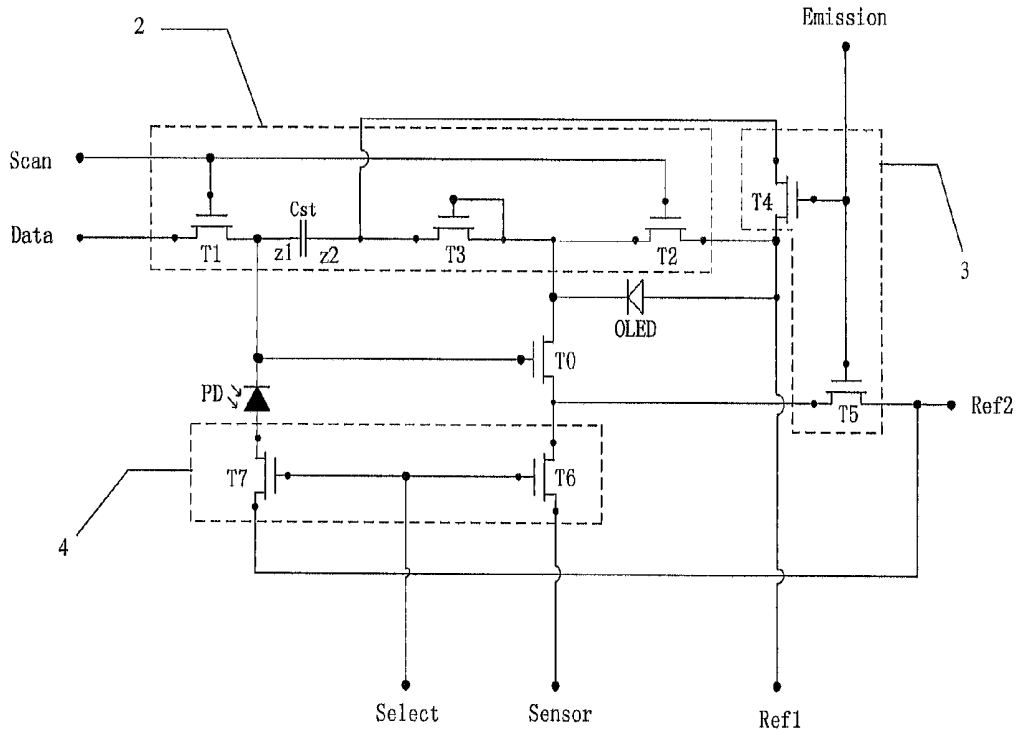 Emission
2
Scan
Data
T1
Cst
z1
z2
T3
T2
T4
3
OLED
T0
PD
T5
Ref2
T7
T6
4
Select
Sensor
Ref1